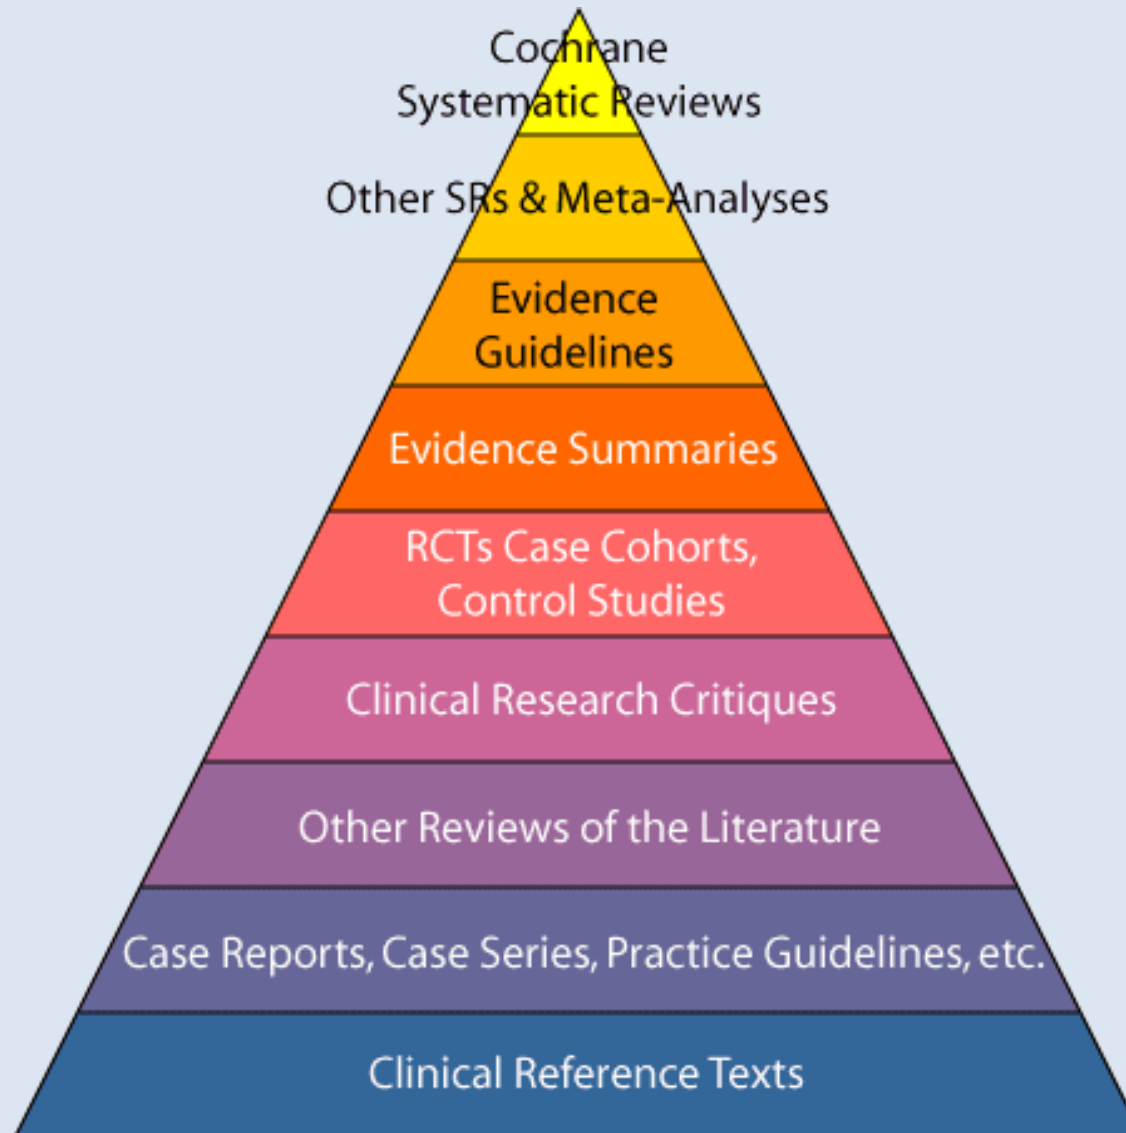 Cochrane
Systematic Reviews
Other SRs & Meta-Analyses
Evidence
Guidelines
Evidence Summaries
RCTs Case Cohorts,
Control Studies
Clinical Research Critiques
Other Reviews of the Literature
Case Reports, Case Series, Practice Guidelines, etc.
Clinical Reference Texts